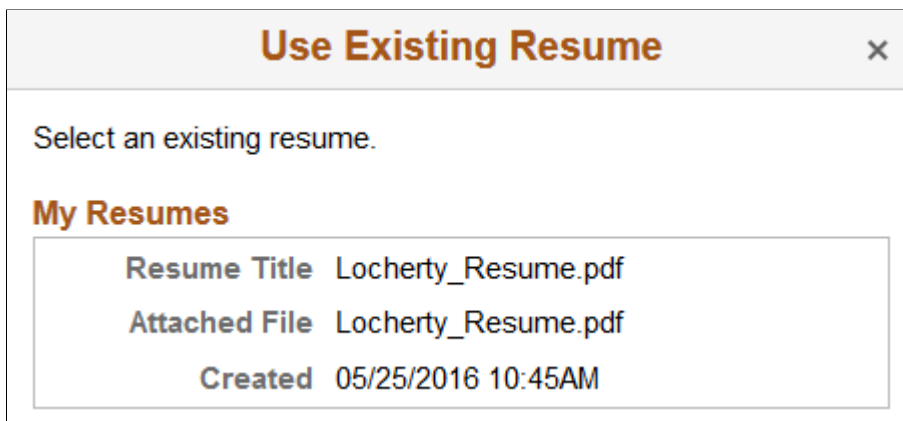 Use Existing Resume ×
Select an existing resume.
My Resumes
Resume Title Locherty_Resume.pdf
Attached File Locherty_Resume.pdf
Created 05/25/2016 10:45AM